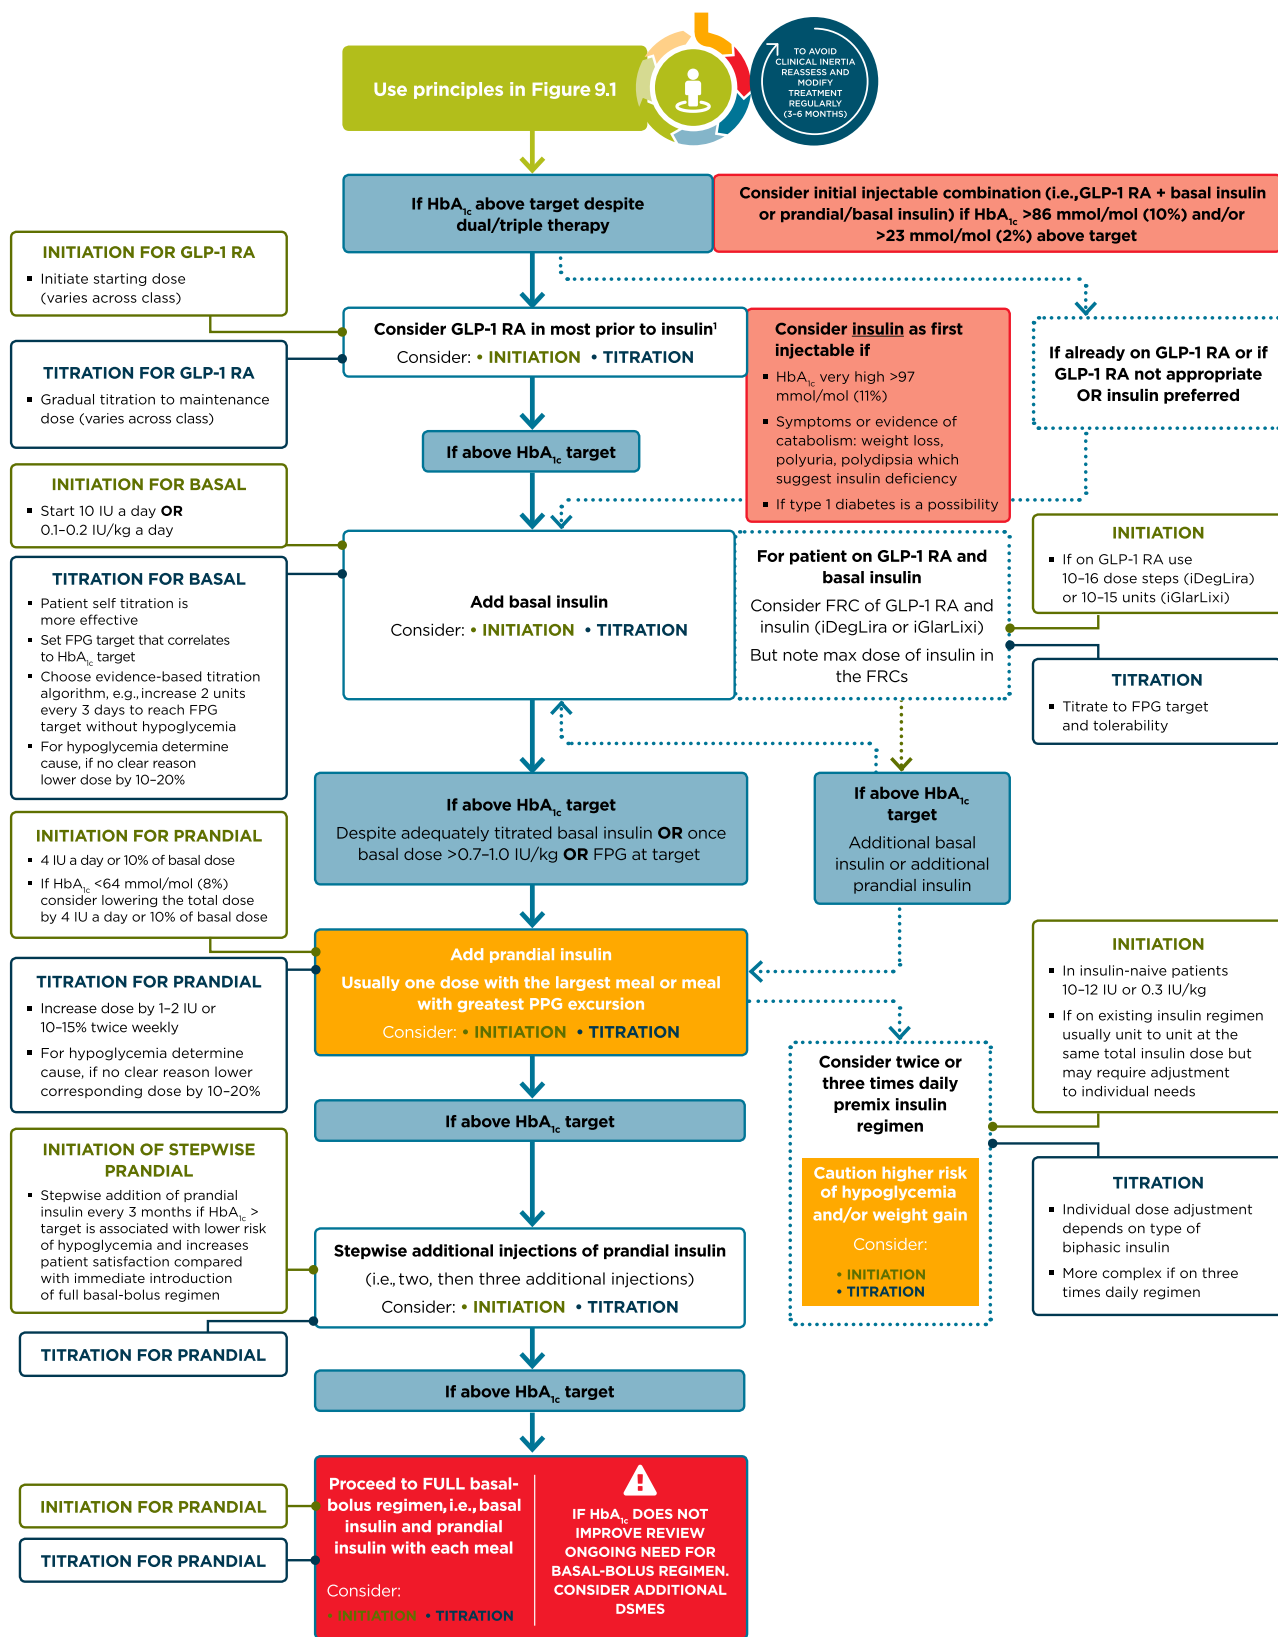 Use principles in Figure 9.1
TO AVOID
CLINICAL INERTIA
REASSESS AND
MODIFY
TREATMENT
REGULARLY
(3–6 MONTHS)
If HbA1c above target despite
dual/triple therapy
Consider initial injectable combination (i.e., GLP-1 RA + basal insulin
or prandial/basal insulin) if HbA1c >86 mmol/mol (10%) and/or
>23 mmol/mol (2%) above target
INITIATION FOR GLP-1 RA
▪ Initiate starting dose
(varies across class)
TITRATION FOR GLP-1 RA
▪ Gradual titration to maintenance
dose (varies across class)
Consider GLP-1 RA in most prior to insulin1
Consider: • INITIATION • TITRATION
Consider insulin as first
injectable if
▪ HbA1c very high >97
mmol/mol (11%)
▪ Symptoms or evidence of
catabolism: weight loss,
polyuria, polydipsia which
suggest insulin deficiency
▪ If type 1 diabetes is a possibility
If already on GLP-1 RA or if
GLP-1 RA not appropriate
OR insulin preferred
If above HbA1c target
INITIATION FOR BASAL
▪ Start 10 IU a day OR
0.1–0.2 IU/kg a day
TITRATION FOR BASAL
▪ Patient self titration is
more effective
▪ Set FPG target that correlates
to HbA1c target
▪ Choose evidence-based titration
algorithm, e.g., increase 2 units
every 3 days to reach FPG
target without hypoglycemia
▪ For hypoglycemia determine
cause, if no clear reason
lower dose by 10–20%
Add basal insulin
Consider: • INITIATION • TITRATION
For patient on GLP-1 RA and
basal insulin
Consider FRC of GLP-1 RA and
insulin (iDegLira or iGlarLixi)
But note max dose of insulin in
the FRCs
INITIATION
▪ If on GLP-1 RA use
10–16 dose steps (iDegLira)
or 10–15 units (iGlarLixi)
TITRATION
▪ Titrate to FPG target
and tolerability
If above HbA1c target
Despite adequately titrated basal insulin OR once
basal dose >0.7–1.0 IU/kg OR FPG at target
If above HbA1c
target
Additional basal
insulin or additional
prandial insulin
INITIATION FOR PRANDIAL
▪ 4 IU a day or 10% of basal dose
▪ If HbA1c <64 mmol/mol (8%)
consider lowering the total dose
by 4 IU a day or 10% of basal dose
TITRATION FOR PRANDIAL
▪ Increase dose by 1–2 IU or
10–15% twice weekly
▪ For hypoglycemia determine
cause, if no clear reason lower
corresponding dose by 10–20%
Add prandial insulin
Usually one dose with the largest meal or meal
with greatest PPG excursion
Consider: • INITIATION • TITRATION
INITIATION
▪ In insulin-naive patients
10–12 IU or 0.3 IU/kg
▪ If on existing insulin regimen
usually unit to unit at the
same total insulin dose but
may require adjustment
to individual needs
Consider twice or
three times daily
premix insulin
regimen
Caution higher risk
of hypoglycemia
and/or weight gain
Consider:
• INITIATION
• TITRATION
TITRATION
▪ Individual dose adjustment
depends on type of
biphasic insulin
▪ More complex if on three
times daily regimen
If above HbA1c target
INITIATION OF STEPWISE
PRANDIAL
▪ Stepwise addition of prandial
insulin every 3 months if HbA1c >
target is associated with lower risk
of hypoglycemia and increases
patient satisfaction compared
with immediate introduction
of full basal-bolus regimen
TITRATION FOR PRANDIAL
Stepwise additional injections of prandial insulin
(i.e., two, then three additional injections)
Consider: • INITIATION • TITRATION
If above HbA1c target
INITIATION FOR PRANDIAL
TITRATION FOR PRANDIAL
Proceed to FULL basal-
bolus regimen, i.e., basal
insulin and prandial
insulin with each meal
Consider:
• INITIATION • TITRATION
IF HbA1c DOES NOT
IMPROVE REVIEW
ONGOING NEED FOR
BASAL-BOLUS REGIMEN.
CONSIDER ADDITIONAL
DSMES